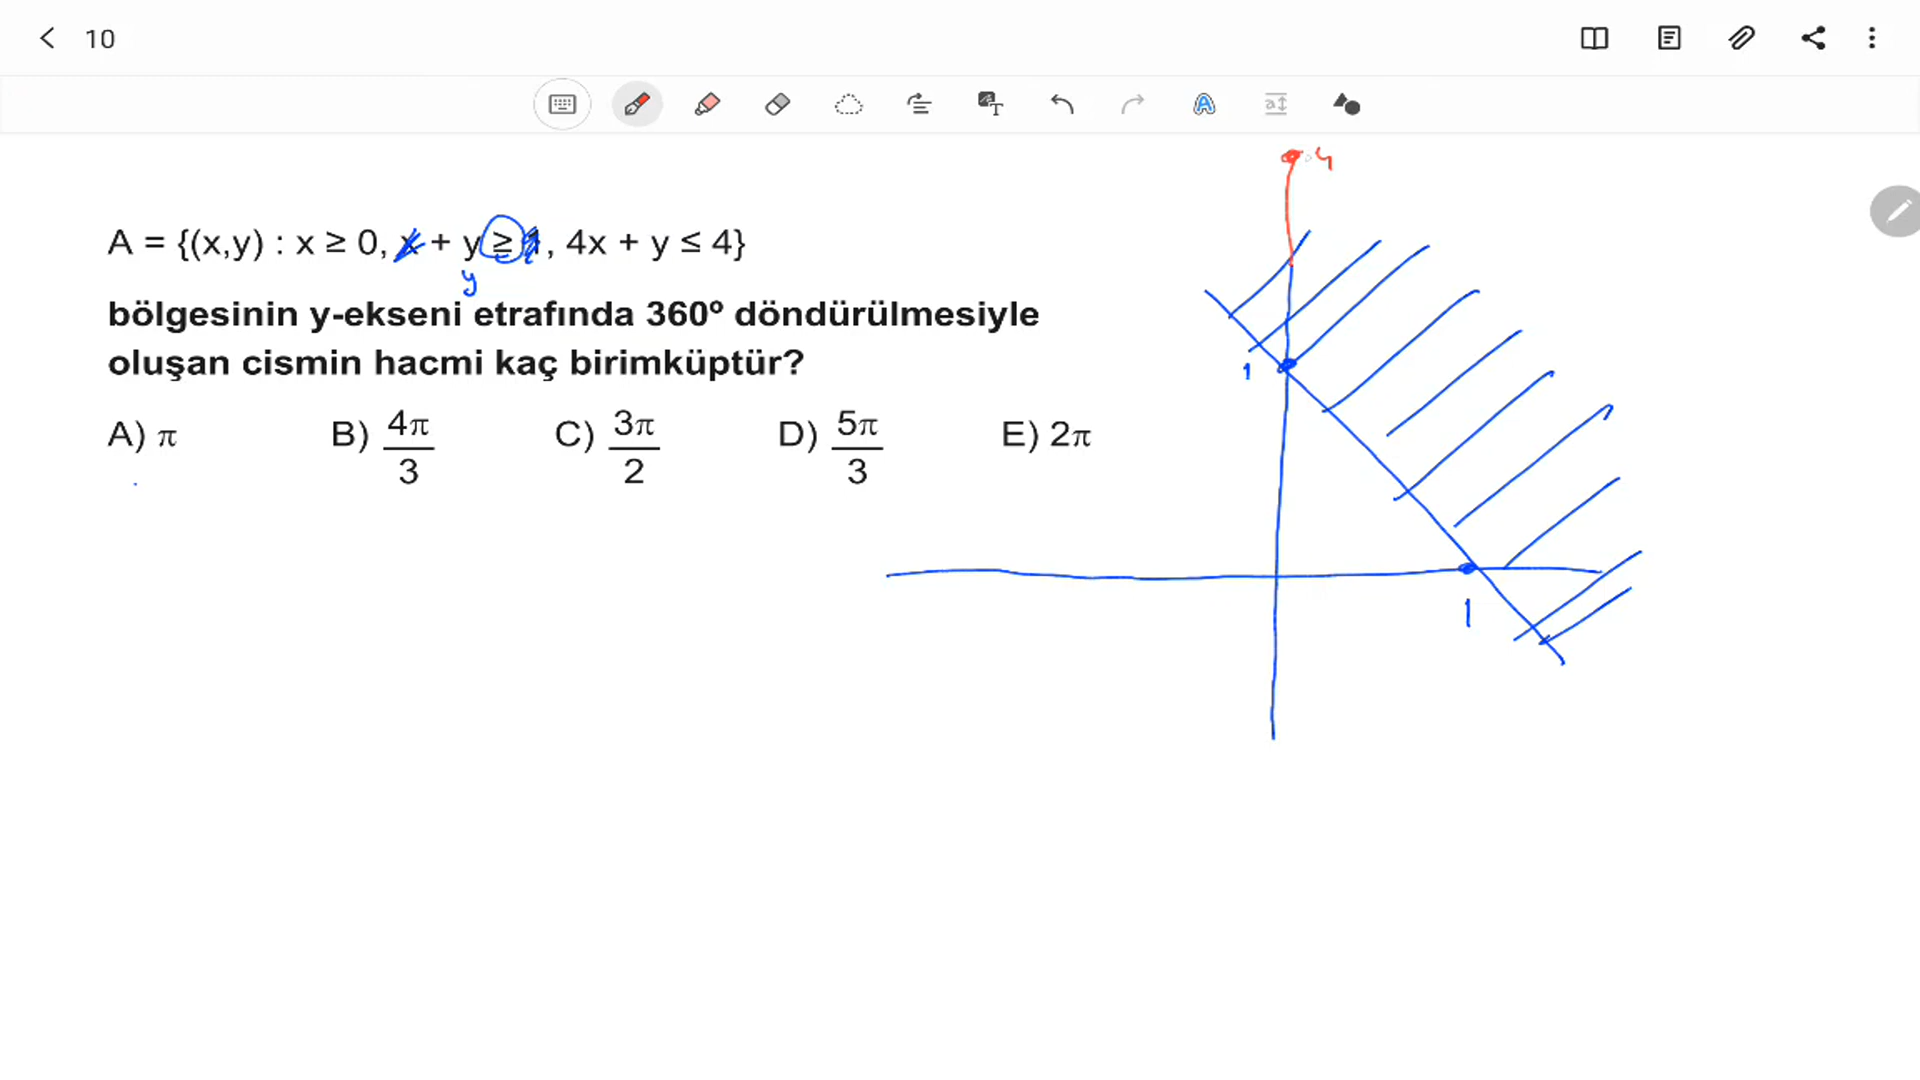 10
A = {(x,y) : x ≥ 0, x + y ≥ 1, 4x + y ≤ 4}
y
bölgesinin y-ekseni etrafında 360º döndürülmesiyle
oluşan cismin hacmi kaç birimküptür?
A) π B) 4π/3 C) 3π/2 D) 5π/3 E) 2π
4
1
1